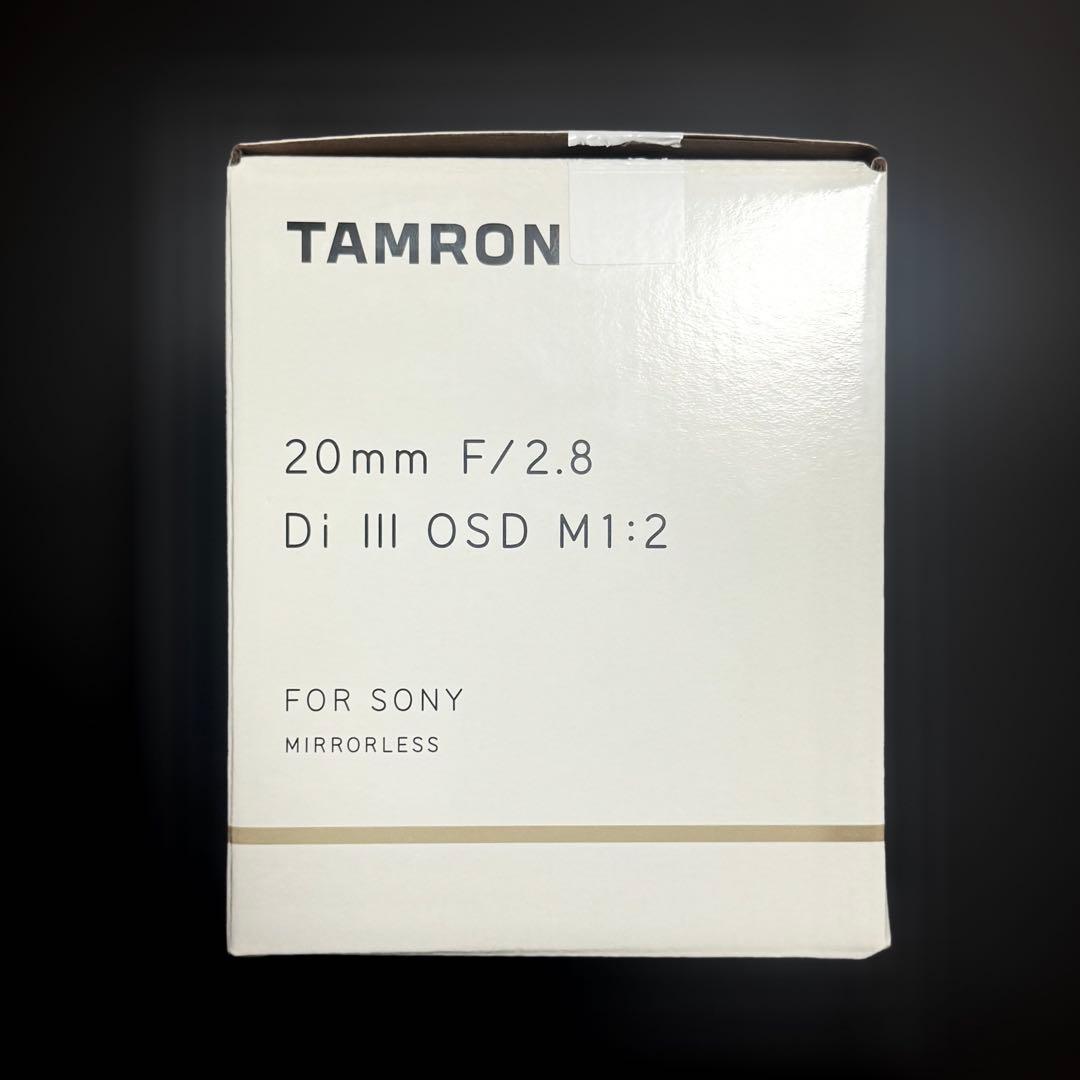 TAMRON
20mm F/2.8
Di III OSD M1:2
FOR SONY
MIRRORLESS